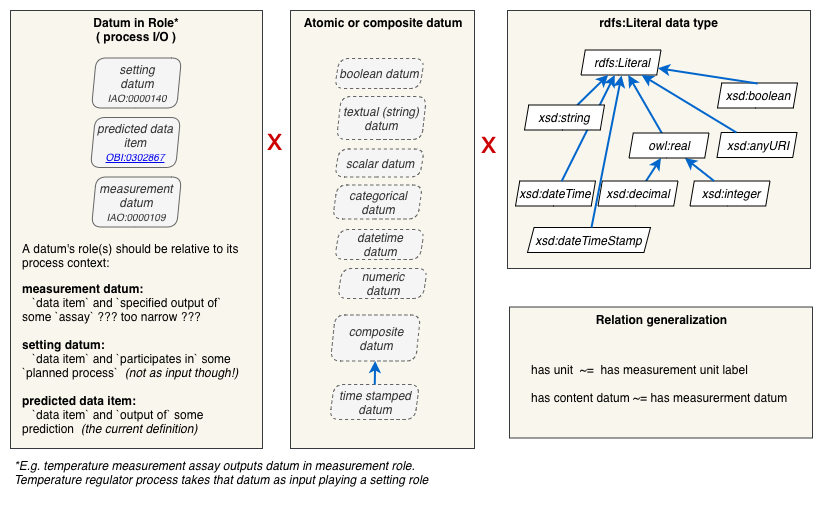 Datum in Role*
( process I/O )
setting
datum
IAO:0000140
predicted data
item
OBI:0302867
measurement
datum
IAO:0000109
A datum's role(s) should be relative to its
process context:
measurement datum:
`data item` and `specified output of`
some `assay` ??? too narrow ???
setting datum:
`data item` and `participates in` some
`planned process` (not as input though!)
predicted data item:
`data item` and `output of` some
prediction (the current definition)
X
Atomic or composite datum
boolean datum
textual (string)
datum
scalar datum
categorical
datum
datetime
datum
numeric
datum
composite
datum
time stamped
datum
X
rdfs:Literal data type
rdfs:Literal
xsd:boolean
xsd:string
owl:real
xsd:anyURI
xsd:dateTime
xsd:decimal
xsd:integer
xsd:dateTimeStamp
Relation generalization
has unit ~= has measurement unit label
has content datum ~= has measurerment datum
*E.g. temperature measurement assay outputs datum in measurement role.
Temperature regulator process takes that datum as input playing a setting role